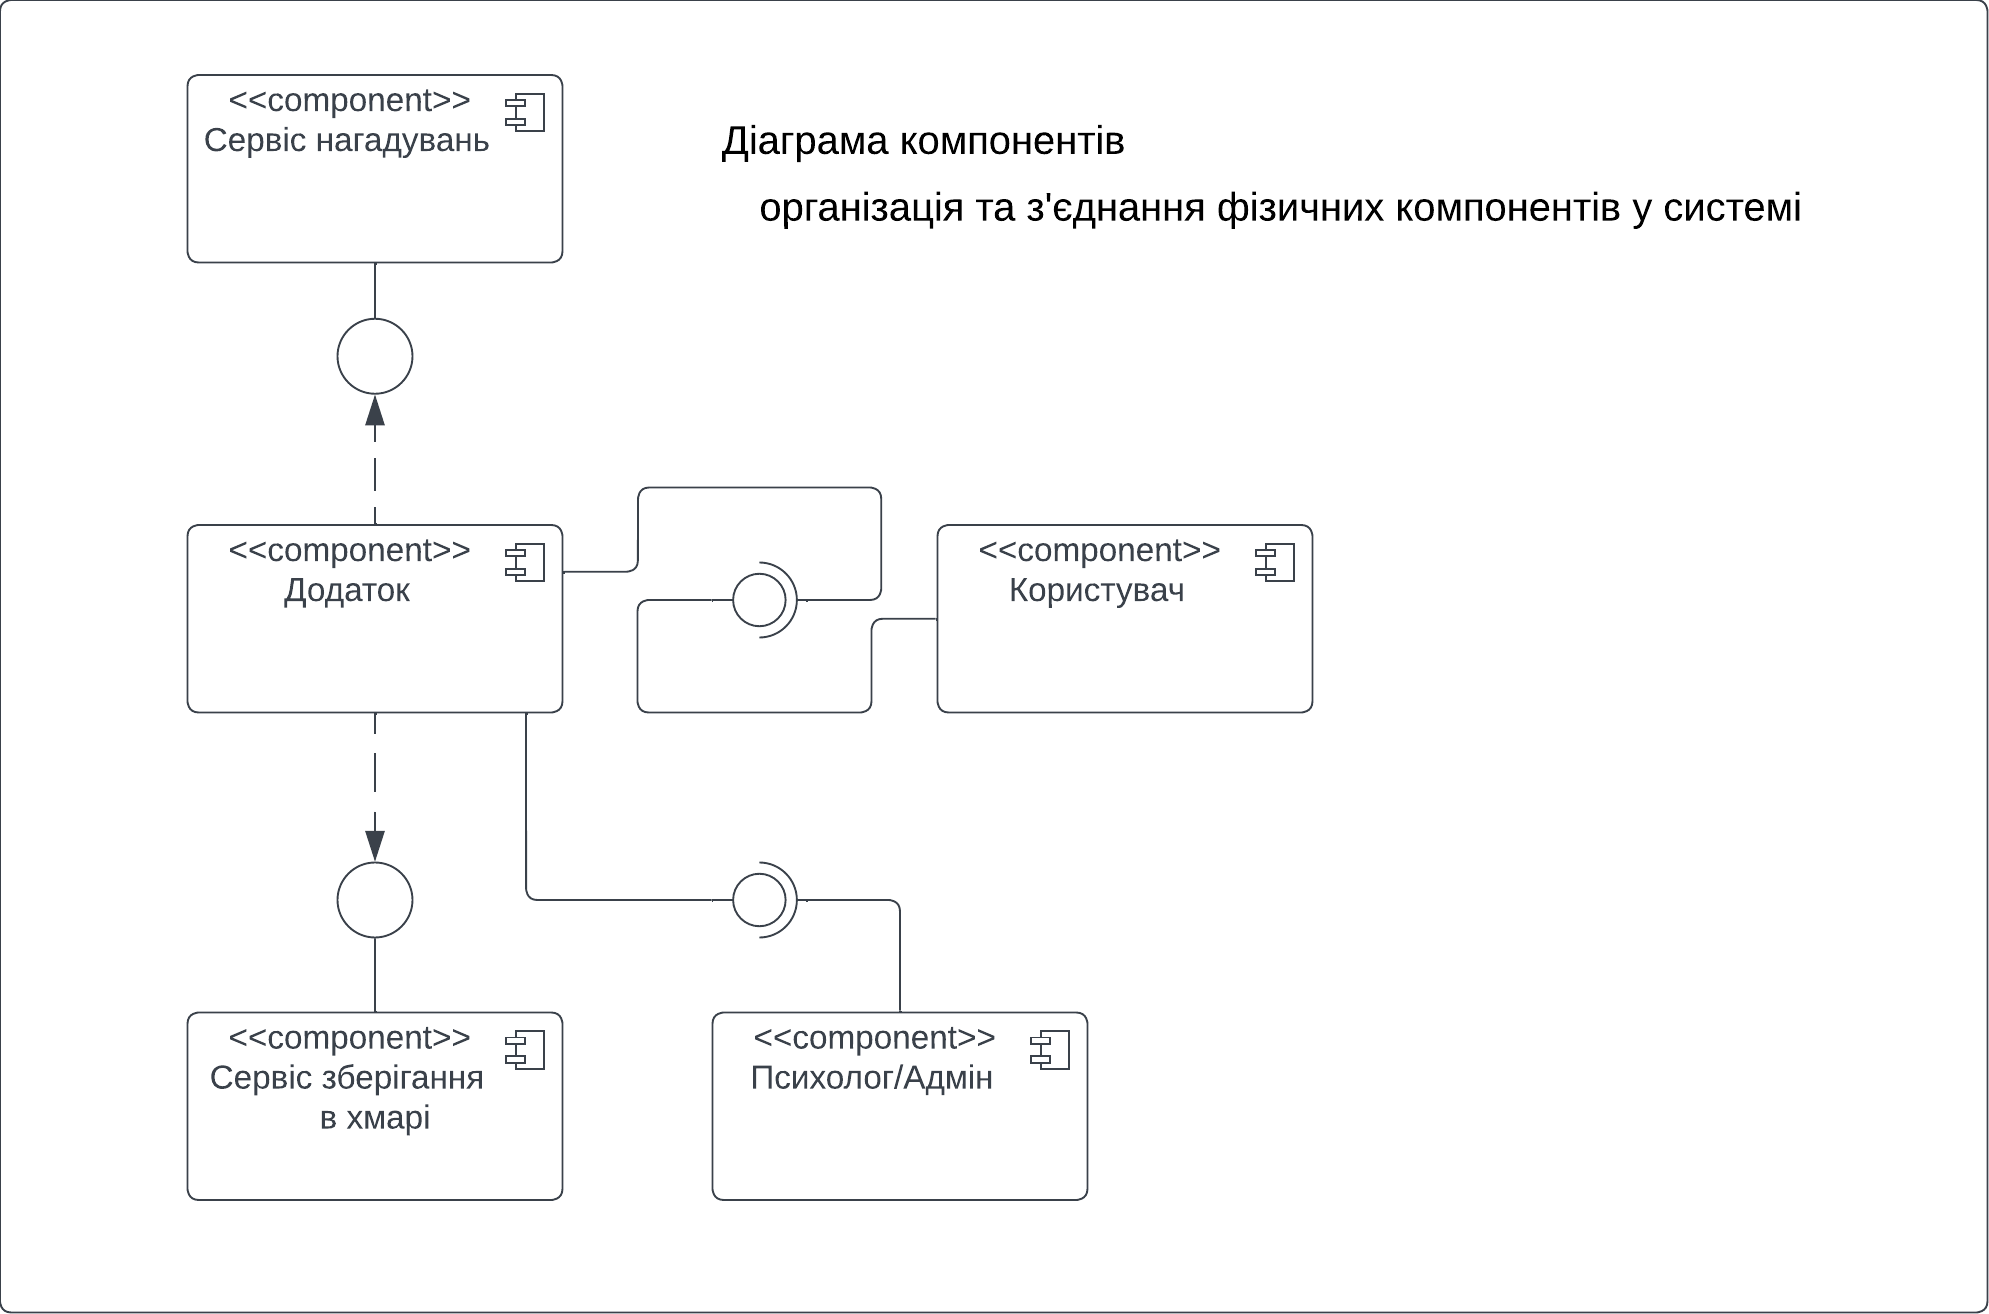 <<component>>
Сервіс нагадувань
Діаграма компонентів
організація та з'єднання фізичних компонентів у системі
<<component>>
Додаток
<<component>>
Користувач
<<component>>
Сервіс зберігання
в хмарі
<<component>>
Психолог/Адмін